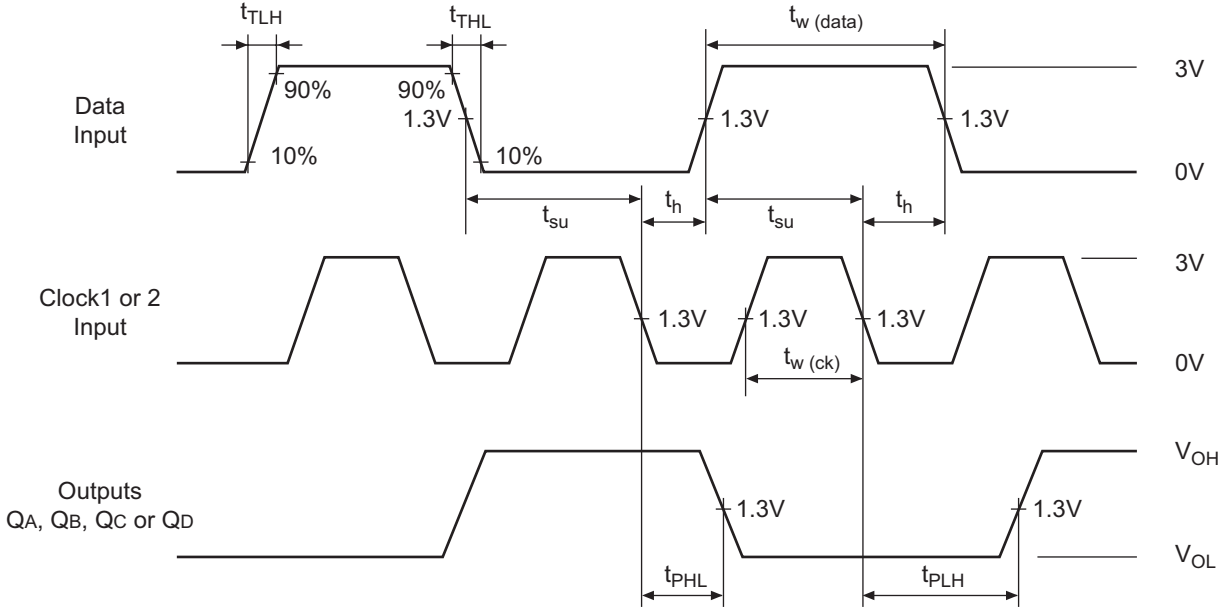 tTLH
tTHL
tw (data)
Data
Input
90%
90%
1.3V
10%
10%
1.3V
1.3V
3V
0V
tsu
th
tsu
th
Clock1 or 2
Input
1.3V
1.3V
1.3V
3V
0V
tw (ck)
Outputs
QA, QB, QC or QD
1.3V
1.3V
VOH
VOL
tPHL
tPLH